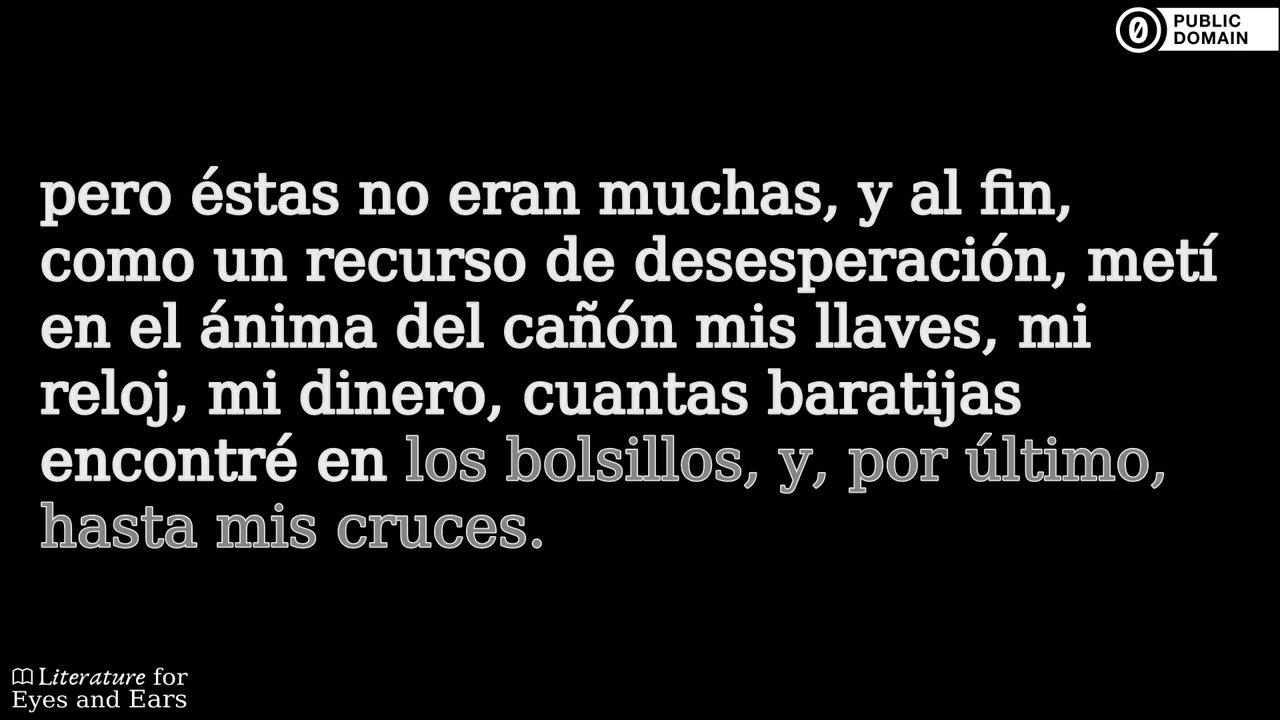 PUBLIC
DOMAIN
pero éstas no eran muchas, y al fin,
como un recurso de desesperación, metí
en el ánima del cañón mis llaves, mi
reloj, mi dinero, cuantas baratijas
encontré en los bolsillos, y, por último,
hasta mis cruces.
Literature for
Eyes and Ears